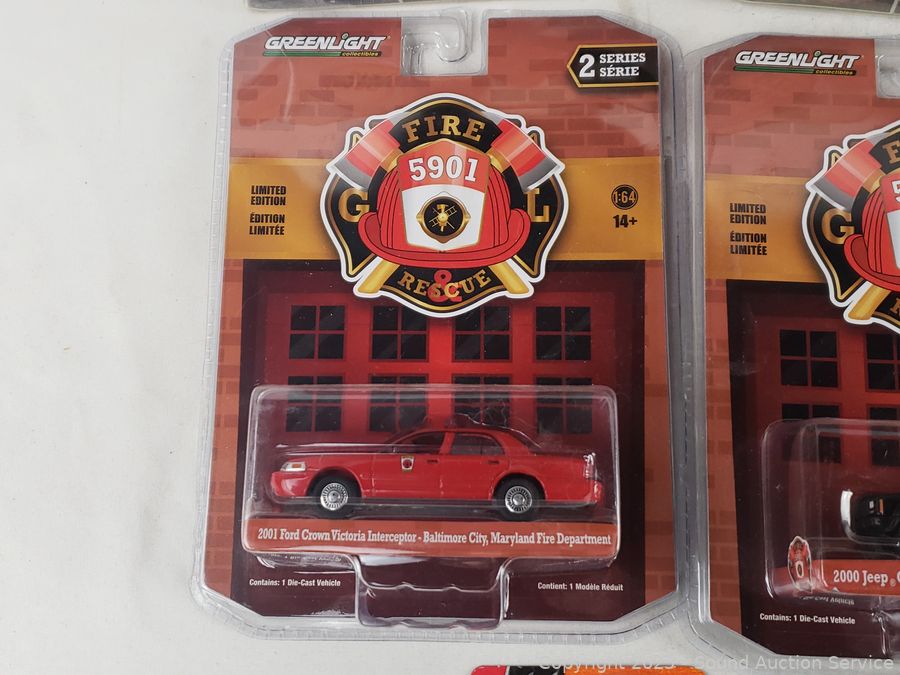 GREENLIGHT
collectibles
2 SERIES
SÉRIE
FIRE
5901
G L
&
RESCUE
LIMITED
EDITION
ÉDITION
LIMITÉE
1:64
14+
2001 Ford Crown Victoria Interceptor - Baltimore City, Maryland Fire Department
Contains: 1 Die-Cast Vehicle
Contient: 1 Modèle Réduit
GREENLIGHT
collectibles
G
LIMITED
EDITION
ÉDITION
LIMITÉE
2000 Jeep®
Contains: 1 Die-Cast Vehicle
Copyright 2023 - Sound Auction Service